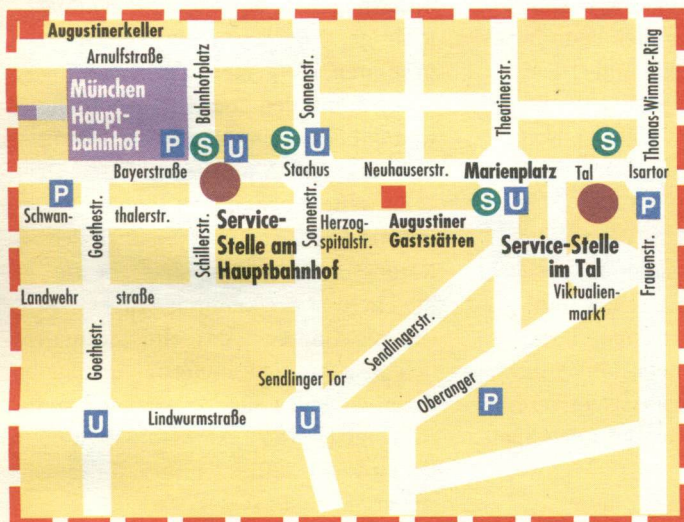 Augustinerkeller
Arnulfstraße
München
Haupt-
bahnhof
Bahnhofplatz
Sonnenstr.
Theatinerstr.
Thomas-Wimmer-Ring
P
S
U
S
U
S
Bayerstraße
Stachus
Neuhauserstr.
Marienplatz
Tal
Isartor
P
S
U
P
Schwan-
thalerstr.
Goethestr.
Schillerstr.
Service-
Stelle am
Hauptbahnhof
Sonnenstr.
Herzog-
spitalstr.
Augustiner
Gaststätten
Service-Stelle
im Tal
Viktualien-
markt
Frauenstr.
Landwehr
straße
Goethestr.
Sendlingerstr.
Sendlinger Tor
Oberanger
P
U
Lindwurmstraße
U